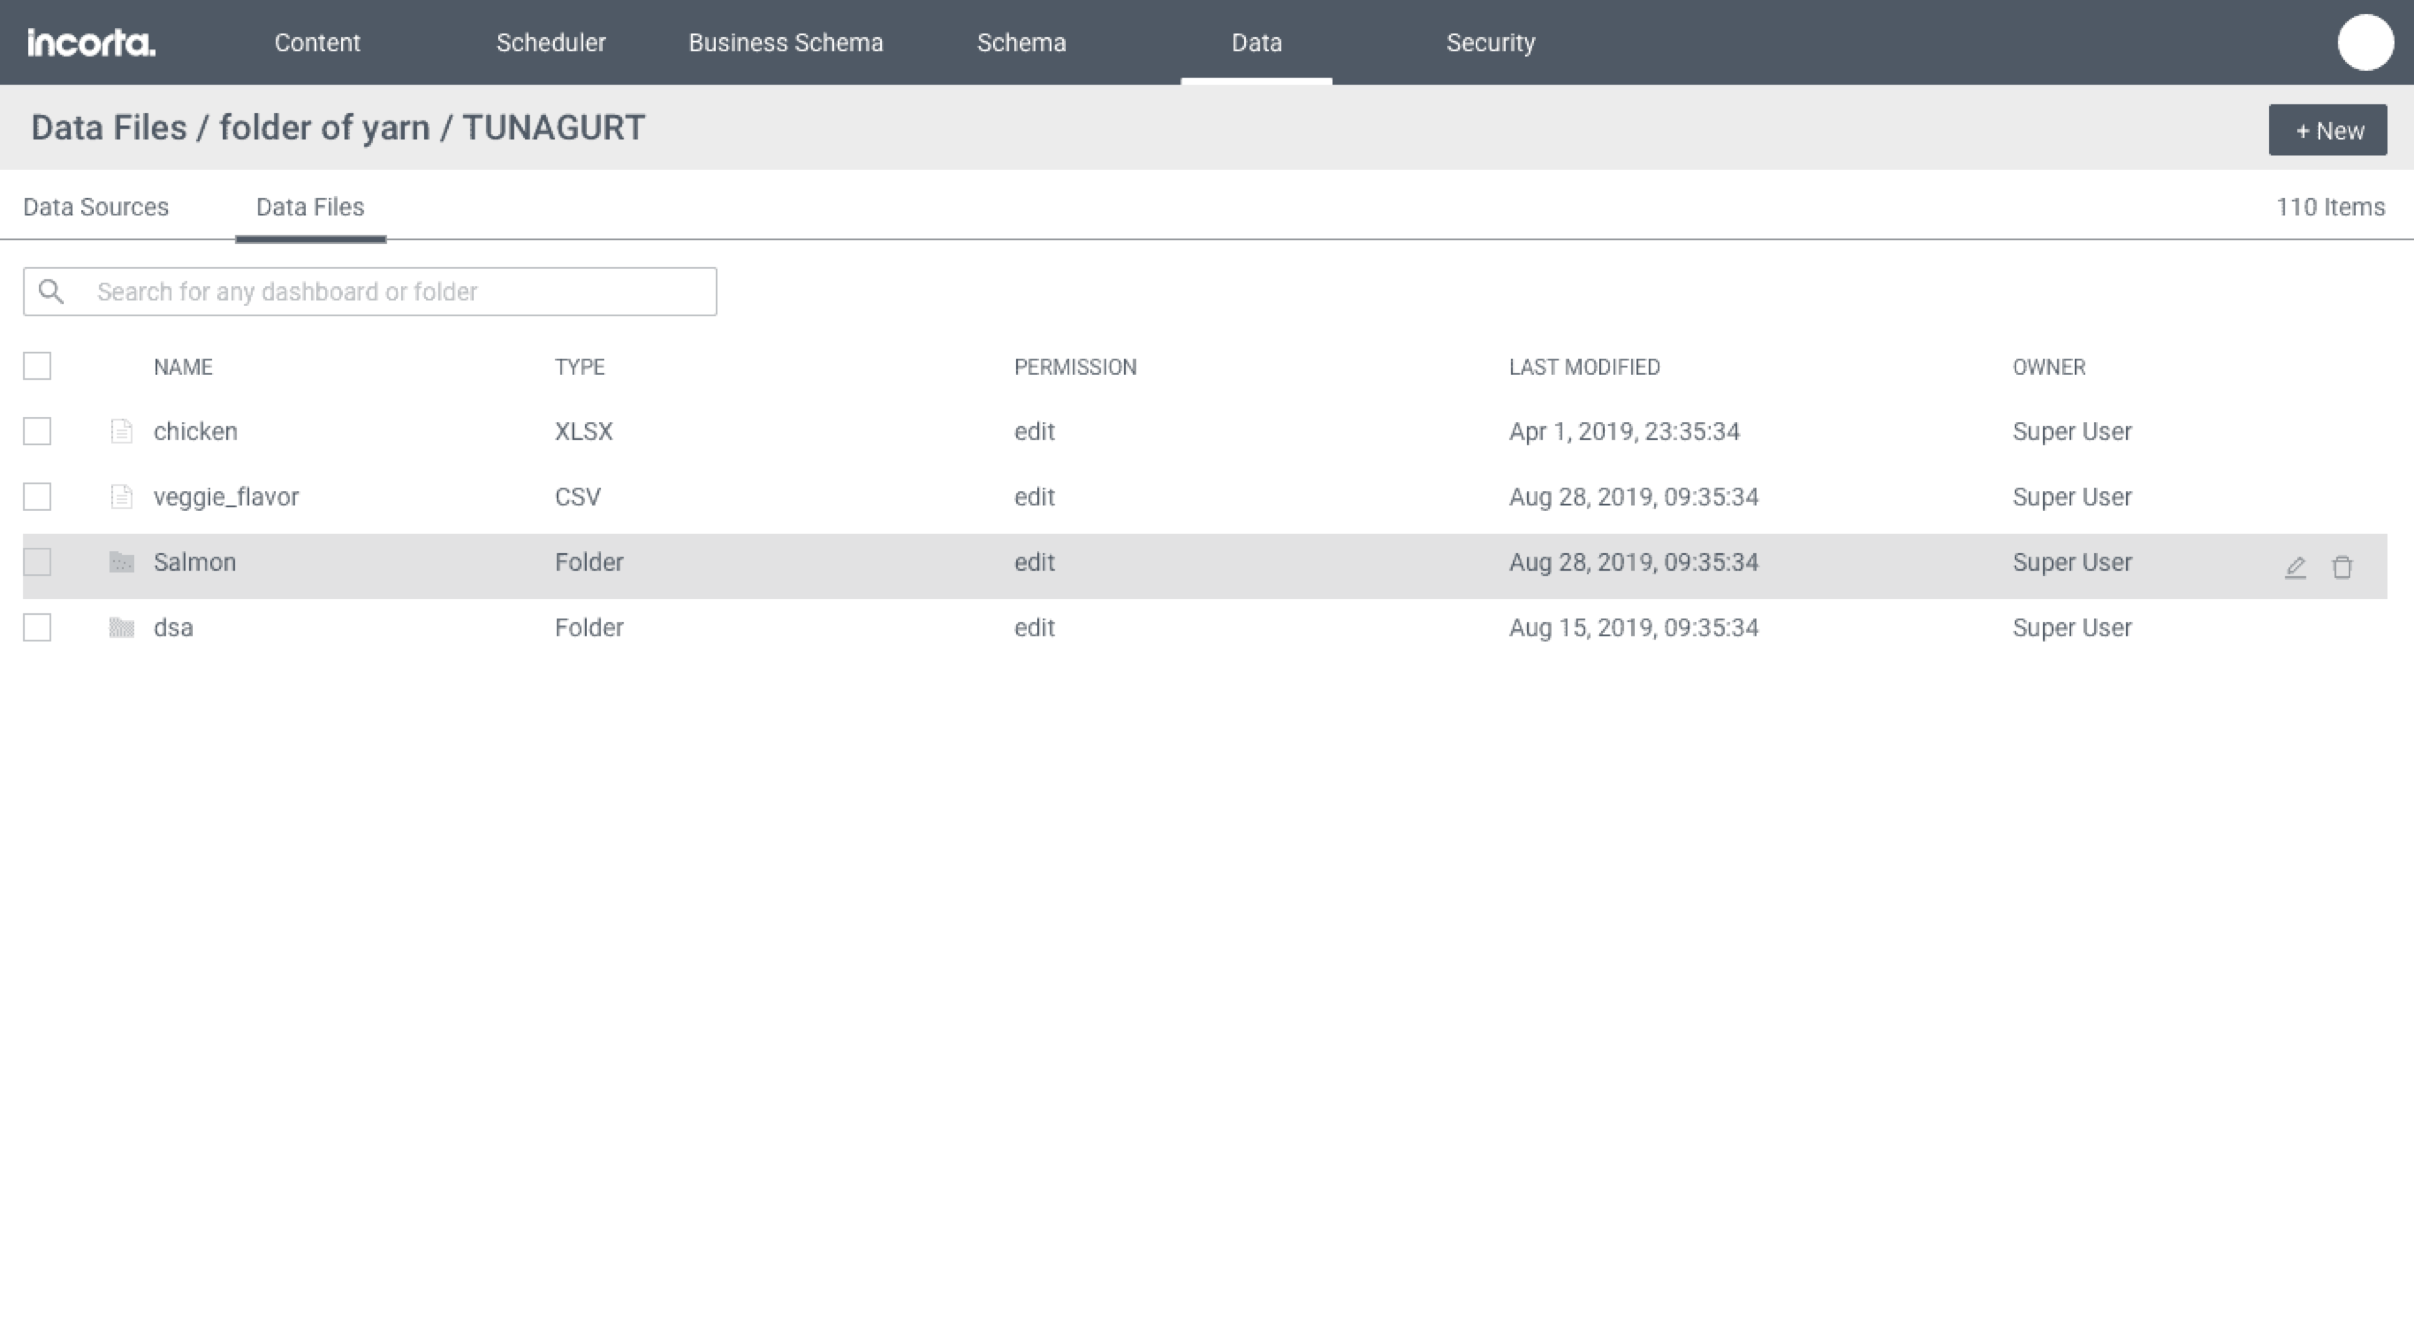 incorta. Content Scheduler Business Schema Schema Data Security
Data Files / folder of yarn / TUNAGURT
+ New
Data Sources Data Files 110 Items
Search for any dashboard or folder
NAME TYPE PERMISSION LAST MODIFIED OWNER
chicken XLSX edit Apr 1, 2019, 23:35:34 Super User
veggie_flavor CSV edit Aug 28, 2019, 09:35:34 Super User
Salmon Folder edit Aug 28, 2019, 09:35:34 Super User
dsa Folder edit Aug 15, 2019, 09:35:34 Super User